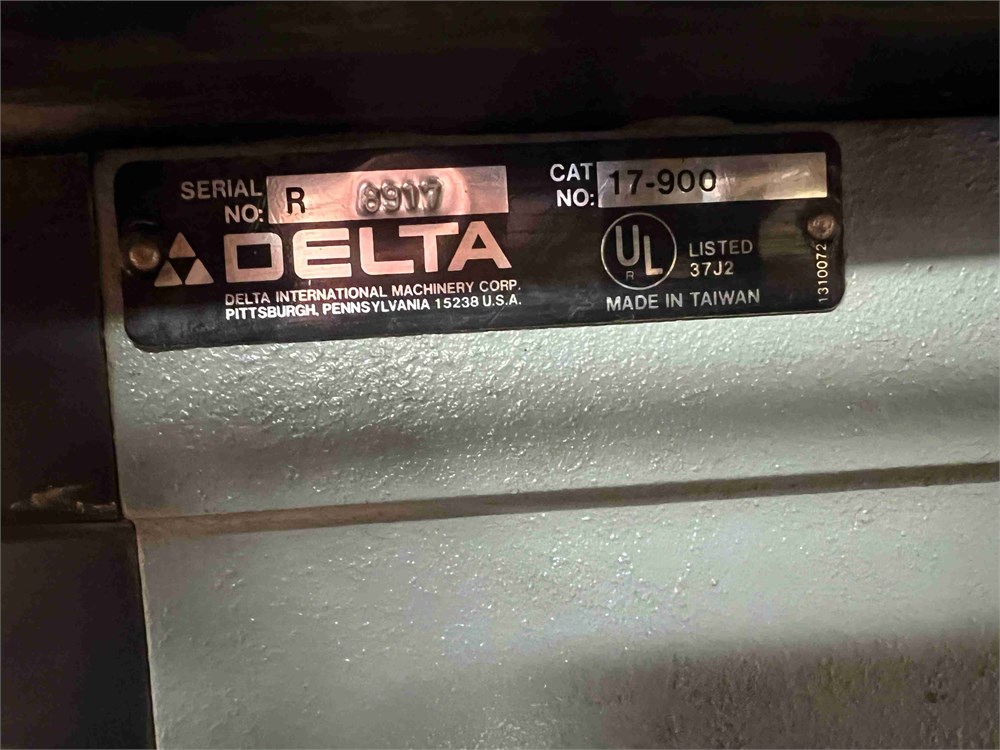 SERIAL NO: R 8917
CAT NO: 17-900
DELTA
DELTA INTERNATIONAL MACHINERY CORP.
PITTSBURGH, PENNSYLVANIA 15238 U.S.A.
UL R
LISTED
37J2
MADE IN TAIWAN
1310072